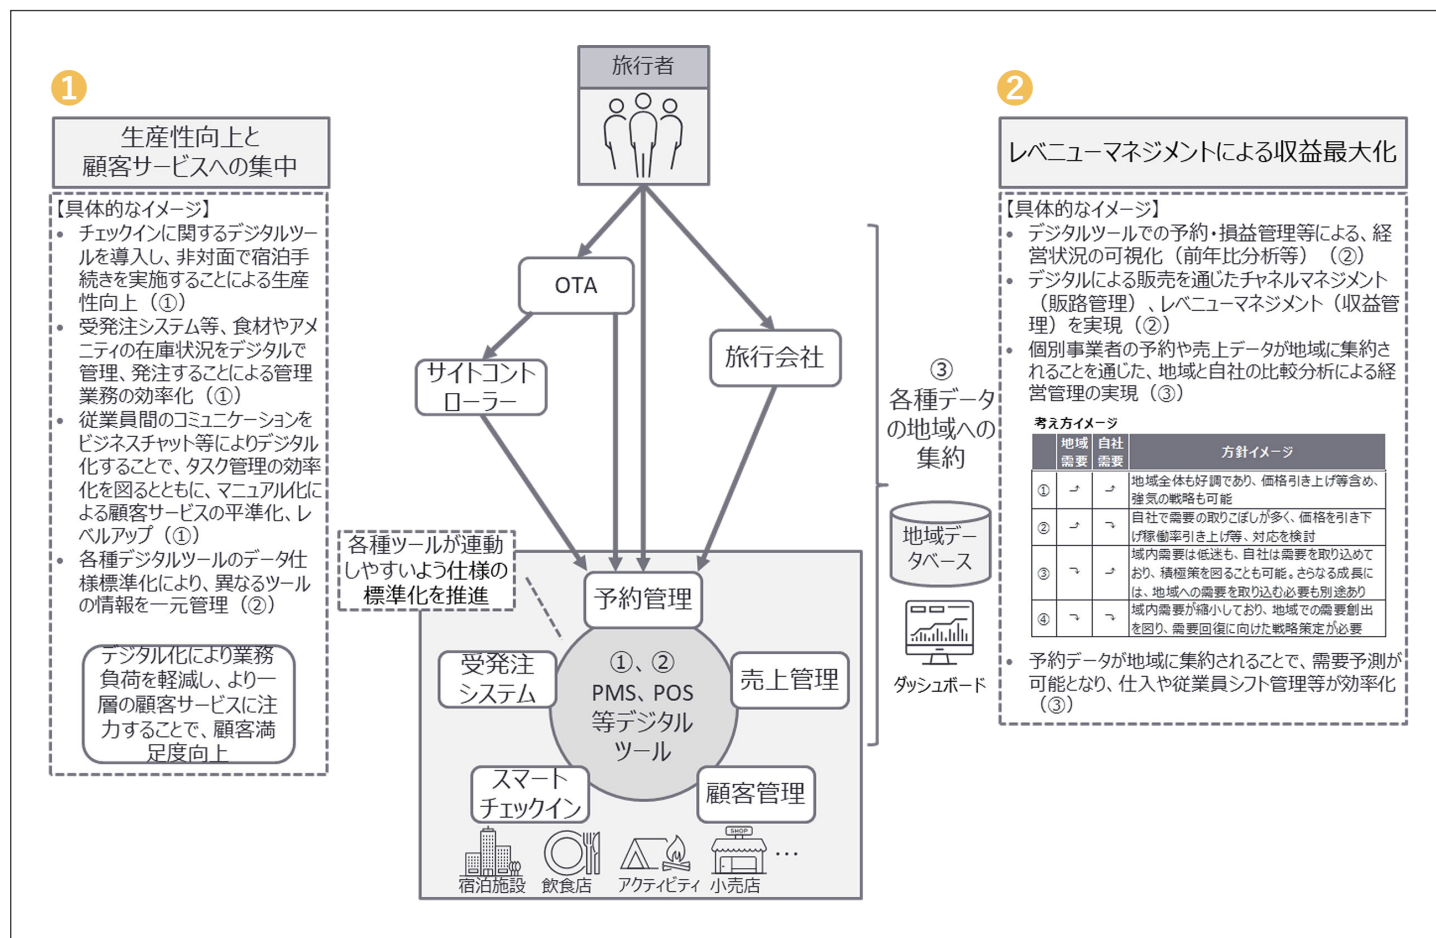 ❶
生産性向上と
顧客サービスへの集中
【具体的なイメージ】
• チェックインに関するデジタルツー
ルを導入し、非対面で宿泊手
続きを実施することによる生産
性向上（①）
• 受発注システム等、食材やアメ
ニティの在庫状況をデジタルで
管理、発注することによる管理
業務の効率化（①）
• 従業員間のコミュニケーションを
ビジネスチャット等によりデジタル
化することで、タスク管理の効率
化を図るとともに、マニュアル化に
よる顧客サービスの平準化、レ
ベルアップ（①）
• 各種デジタルツールのデータ仕
様標準化により、異なるツール
の情報を一元管理（②）
デジタル化により業務
負荷を軽減し、より一
層の顧客サービスに注
力することで、顧客満
足度向上
旅行者
OTA
サイトコント
ローラー
旅行会社
各種ツールが連動
しやすいよう仕様の
標準化を推進
予約管理
受発注
システム
売上管理
①、②
PMS、POS
等デジタル
ツール
スマート
チェックイン
顧客管理
SHOP
…
宿泊施設
飲食店
アクティビティ
小売店
③
各種データ
の地域への
集約
地域デー
タベース
ダッシュボード
❷
レベニューマネジメントによる収益最大化
【具体的なイメージ】
• デジタルツールでの予約・損益管理等による、経
営状況の可視化（前年比分析等）（②）
• デジタルによる販売を通じたチャネルマネジメント
（販路管理）、レベニューマネジメント（収益管
理）を実現（②）
• 個別事業者の予約や売上データが地域に集約さ
れることを通じた、地域と自社の比較分析による経
営管理の実現（③）
考え方イメージ
地域需要 自社需要 方針イメージ
① ⤴ ⤴ 地域全体も好調であり、価格引き上げ等含め、
強気の戦略も可能
② ⤴ ⤵ 自社で需要の取りこぼしが多く、価格を引き下
げ稼働率引き上げ等、対応を検討
③ ⤵ ⤴ 域内需要は低迷も、自社は需要を取り込めて
おり、積極策を図ることも可能。さらなる成長に
は、地域への需要を取り込む必要も別途あり
④ ⤵ ⤵ 域内需要が縮小しており、地域での需要創出
を図り、需要回復に向けた戦略策定が必要
• 予約データが地域に集約されることで、需要予測が
可能となり、仕入や従業員シフト管理等が効率化
（③）